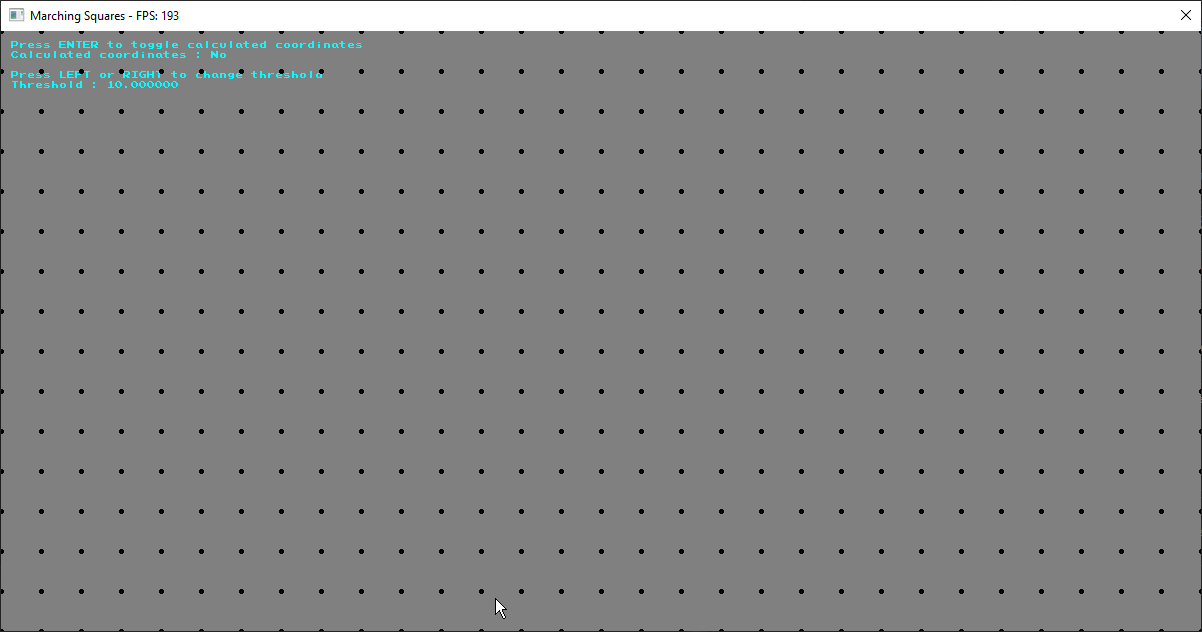 Marching Squares - FPS: 193
Press ENTER to toggle calculated coordinates
Calculated coordinates : No
Press LEFT or RIGHT to change threshold
Threshold : 10.000000